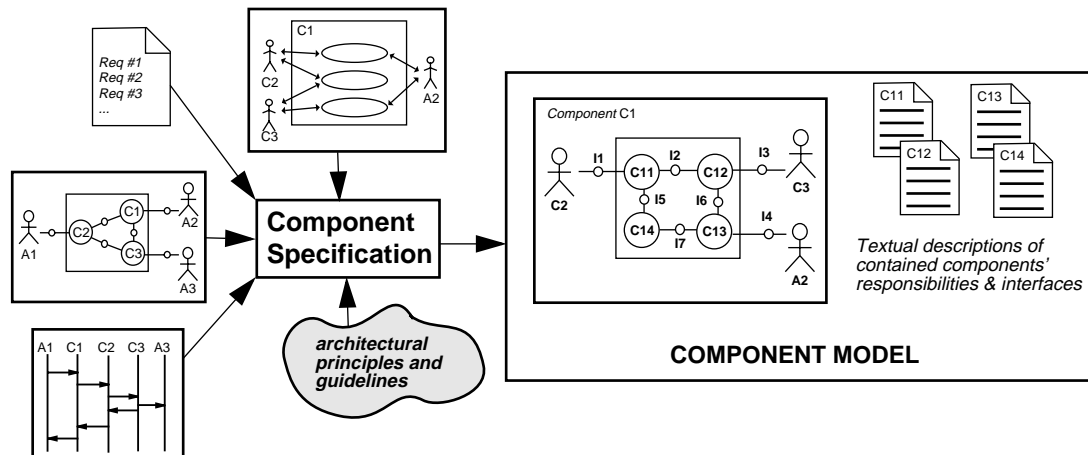 Req #1
Req #2
Req #3
...
C1
C2
A2
C3
A1
C2
C1
A2
C3
A3
A1 C1 C2 C3 A3
Component
Specification
architectural
principles and
guidelines
Component C1
C2
I1
C11
I2
C12
I3
C3
I5
I6
C14
I7
C13
I4
A2
C11
C13
C12
C14
Textual descriptions of
contained components’
responsibilities & interfaces
COMPONENT MODEL